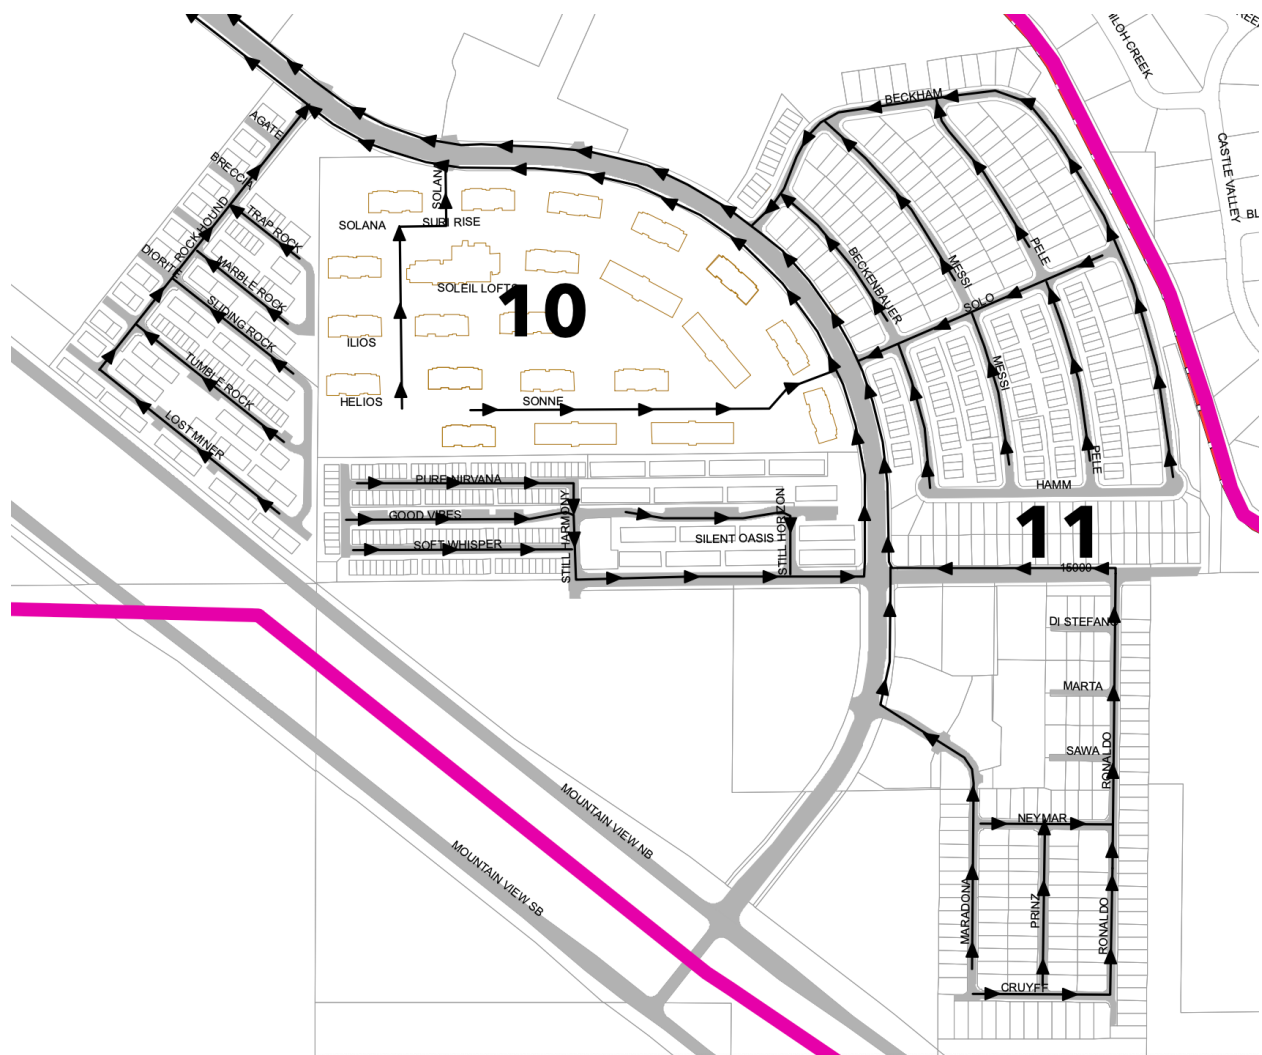 SHILOH CREEK
CASTLE VALLEY
BECKHAM
AGATE
BRECCIA
ROCK HOUND
DIORITE
TRAP ROCK
MARBLE ROCK
SLIDING ROCK
TUMBLE ROCK
LOST MINER
SOLAN
SOLANA
SUN RISE
SOLEIL LOFTS
10
ILIOS
HELIOS
SONNE
BECKENBAUER
MESSI
PELE
SOLO
MESSI
PELE
HAMM
11
15000
PURE NIRVANA
GOOD VIBES
SOFT WHISPER
STILL HARMONY
SILENT OASIS
STILL HORIZON
DI STEFANO
MARTA
SAWA
RONALDO
NEYMAR
MARADONA
PRINZ
RONALDO
CRUYFF
MOUNTAIN VIEW NB
MOUNTAIN VIEW SB